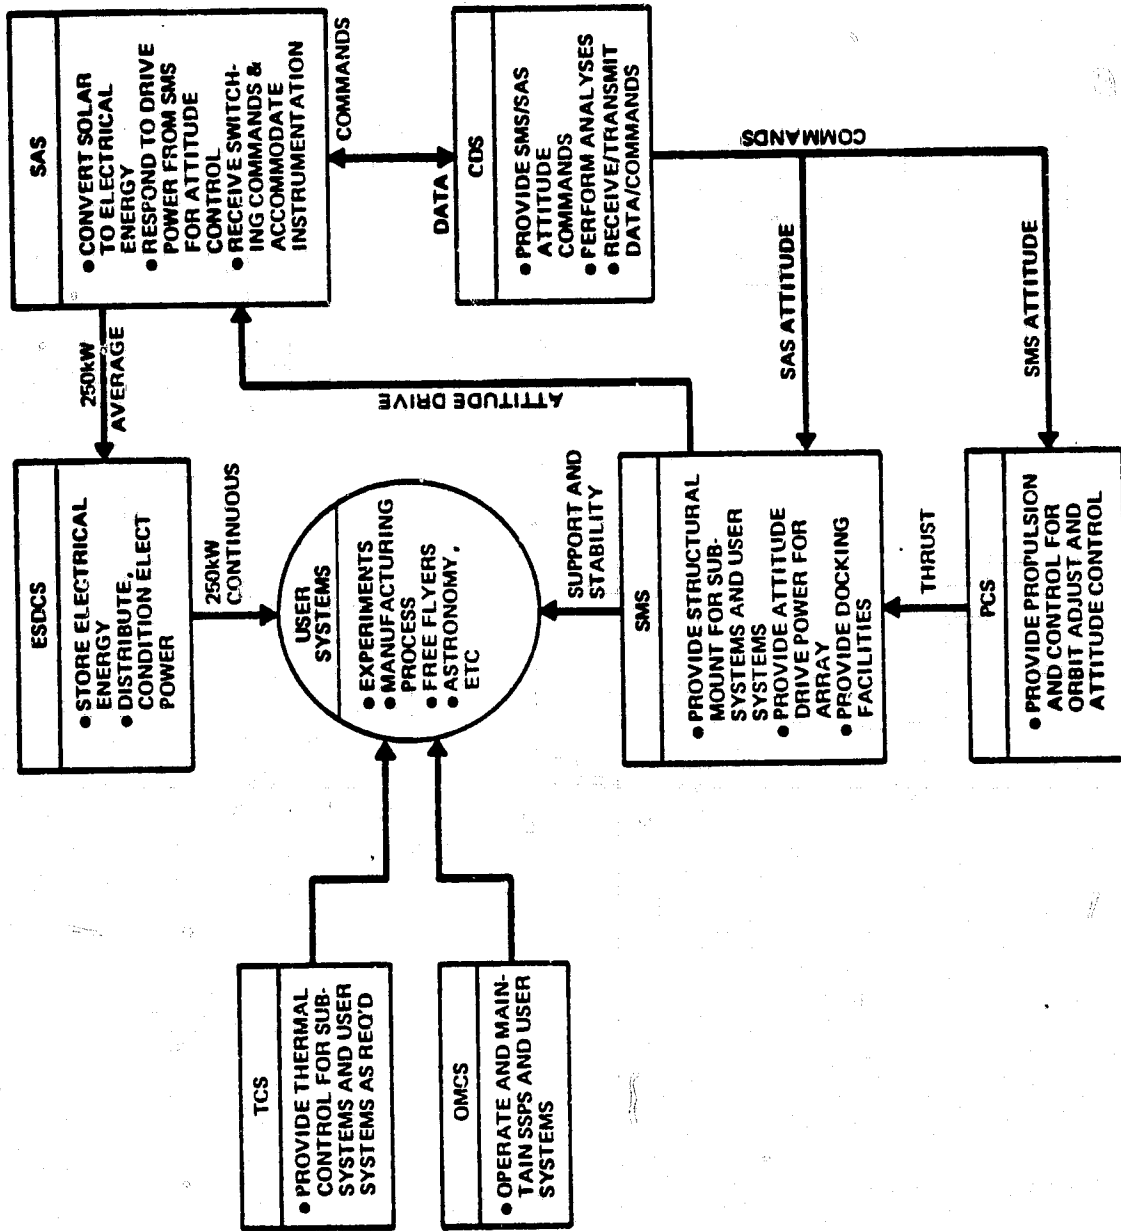 TCS
● PROVIDE THERMAL
CONTROL FOR SUB-
SYSTEMS AND USER
SYSTEMS AS REQ'D
OMCS
● OPERATE AND MAIN-
TAIN SSPS AND USER
SYSTEMS
ESDCS
● STORE ELECTRICAL
ENERGY
● DISTRIBUTE,
CONDITION ELECT
POWER
250kW
CONTINUOUS
USER
SYSTEMS
● EXPERIMENTS
● MANUFACTURING
PROCESS
● FREE FLYERS
● ASTRONOMY,
ETC
SUPPORT AND
STABILITY
SMS
● PROVIDE STRUCTURAL
MOUNT FOR SUB-
SYSTEMS AND USER
SYSTEMS
● PROVIDE ATTITUDE
DRIVE POWER FOR
ARRAY
● PROVIDE DOCKING
FACILITIES
THRUST
PCS
● PROVIDE PROPULSION
AND CONTROL FOR
ORBIT ADJUST AND
ATTITUDE CONTROL
250kW
AVERAGE
ATTITUDE DRIVE
SAS ATTITUDE
SMS ATTITUDE
SAS
● CONVERT SOLAR
TO ELECTRICAL
ENERGY
● RESPOND TO DRIVE
POWER FROM SMS
FOR ATTITUDE
CONTROL
● RECEIVE SWITCH-
ING COMMANDS &
ACCOMMODATE
INSTRUMENTATION
DATA
COMMANDS
CDS
● PROVIDE SMS/SAS
ATTITUDE
COMMANDS
● PERFORM ANALYSES
● RECEIVE/TRANSMIT
DATA/COMMANDS
COMMANDS